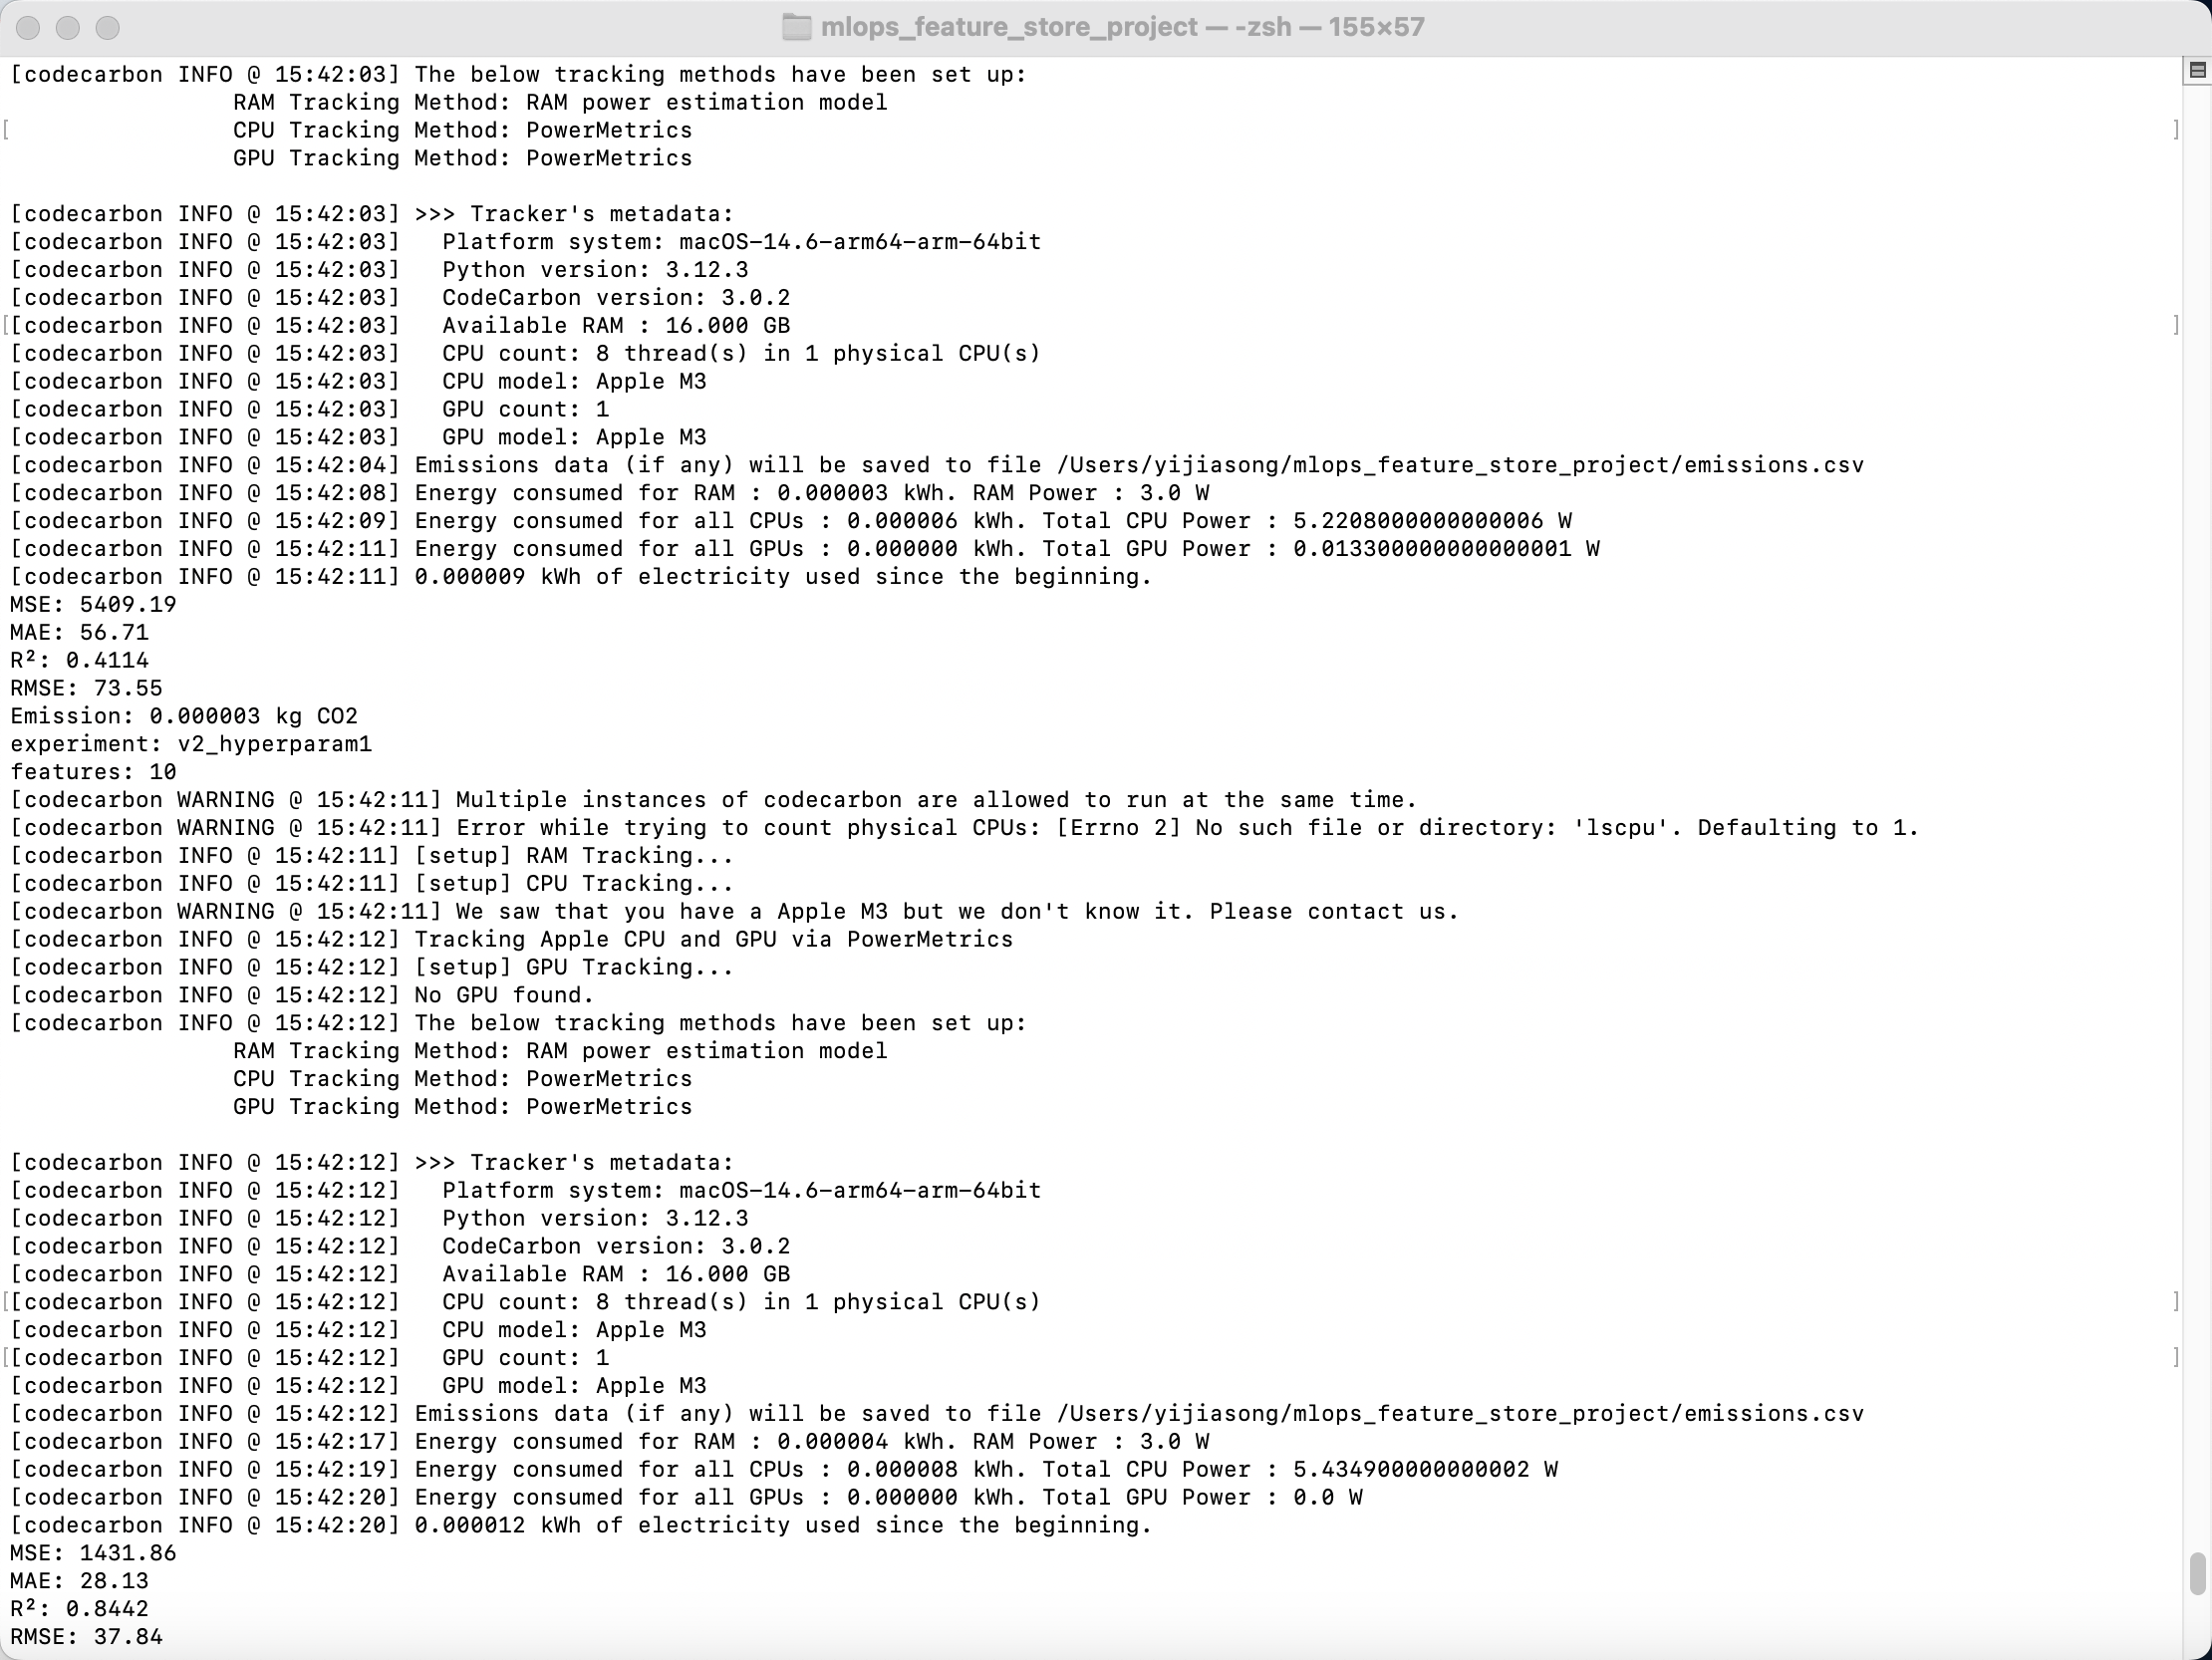 mlops_feature_store_project — -zsh — 155×57
[codecarbon INFO @ 15:42:03] The below tracking methods have been set up:
                RAM Tracking Method: RAM power estimation model
[                CPU Tracking Method: PowerMetrics ]
                GPU Tracking Method: PowerMetrics

[codecarbon INFO @ 15:42:03] >>> Tracker's metadata:
[codecarbon INFO @ 15:42:03]   Platform system: macOS-14.6-arm64-arm-64bit
[codecarbon INFO @ 15:42:03]   Python version: 3.12.3
[codecarbon INFO @ 15:42:03]   CodeCarbon version: 3.0.2
[[codecarbon INFO @ 15:42:03]   Available RAM : 16.000 GB ]
[codecarbon INFO @ 15:42:03]   CPU count: 8 thread(s) in 1 physical CPU(s)
[codecarbon INFO @ 15:42:03]   CPU model: Apple M3
[codecarbon INFO @ 15:42:03]   GPU count: 1
[codecarbon INFO @ 15:42:03]   GPU model: Apple M3
[codecarbon INFO @ 15:42:04] Emissions data (if any) will be saved to file /Users/yijiasong/mlops_feature_store_project/emissions.csv
[codecarbon INFO @ 15:42:08] Energy consumed for RAM : 0.000003 kWh. RAM Power : 3.0 W
[codecarbon INFO @ 15:42:09] Energy consumed for all CPUs : 0.000006 kWh. Total CPU Power : 5.2208000000000006 W
[codecarbon INFO @ 15:42:11] Energy consumed for all GPUs : 0.000000 kWh. Total GPU Power : 0.013300000000000001 W
[codecarbon INFO @ 15:42:11] 0.000009 kWh of electricity used since the beginning.
MSE: 5409.19
MAE: 56.71
R²: 0.4114
RMSE: 73.55
Emission: 0.000003 kg CO2
experiment: v2_hyperparam1
features: 10
[codecarbon WARNING @ 15:42:11] Multiple instances of codecarbon are allowed to run at the same time.
[codecarbon WARNING @ 15:42:11] Error while trying to count physical CPUs: [Errno 2] No such file or directory: 'lscpu'. Defaulting to 1.
[codecarbon INFO @ 15:42:11] [setup] RAM Tracking...
[codecarbon INFO @ 15:42:11] [setup] CPU Tracking...
[codecarbon WARNING @ 15:42:11] We saw that you have a Apple M3 but we don't know it. Please contact us.
[codecarbon INFO @ 15:42:12] Tracking Apple CPU and GPU via PowerMetrics
[codecarbon INFO @ 15:42:12] [setup] GPU Tracking...
[codecarbon INFO @ 15:42:12] No GPU found.
[codecarbon INFO @ 15:42:12] The below tracking methods have been set up:
                RAM Tracking Method: RAM power estimation model
                CPU Tracking Method: PowerMetrics
                GPU Tracking Method: PowerMetrics

[codecarbon INFO @ 15:42:12] >>> Tracker's metadata:
[codecarbon INFO @ 15:42:12]   Platform system: macOS-14.6-arm64-arm-64bit
[codecarbon INFO @ 15:42:12]   Python version: 3.12.3
[codecarbon INFO @ 15:42:12]   CodeCarbon version: 3.0.2
[codecarbon INFO @ 15:42:12]   Available RAM : 16.000 GB
[[codecarbon INFO @ 15:42:12]   CPU count: 8 thread(s) in 1 physical CPU(s) ]
[codecarbon INFO @ 15:42:12]   CPU model: Apple M3
[[codecarbon INFO @ 15:42:12]   GPU count: 1 ]
[codecarbon INFO @ 15:42:12]   GPU model: Apple M3
[codecarbon INFO @ 15:42:12] Emissions data (if any) will be saved to file /Users/yijiasong/mlops_feature_store_project/emissions.csv
[codecarbon INFO @ 15:42:17] Energy consumed for RAM : 0.000004 kWh. RAM Power : 3.0 W
[codecarbon INFO @ 15:42:19] Energy consumed for all CPUs : 0.000008 kWh. Total CPU Power : 5.434900000000002 W
[codecarbon INFO @ 15:42:20] Energy consumed for all GPUs : 0.000000 kWh. Total GPU Power : 0.0 W
[codecarbon INFO @ 15:42:20] 0.000012 kWh of electricity used since the beginning.
MSE: 1431.86
MAE: 28.13
R²: 0.8442
RMSE: 37.84